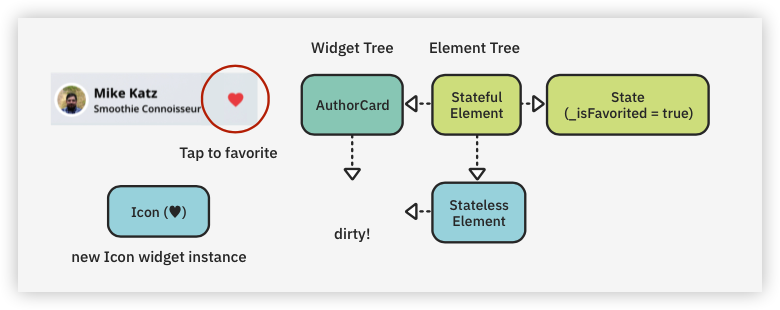 Widget Tree
Element Tree
Mike Katz
Smoothie Connoisseur
Tap to favorite
AuthorCard
Stateful
Element
State
(_isFavorited = true)
Icon (♥)
new Icon widget instance
dirty!
Stateless
Element